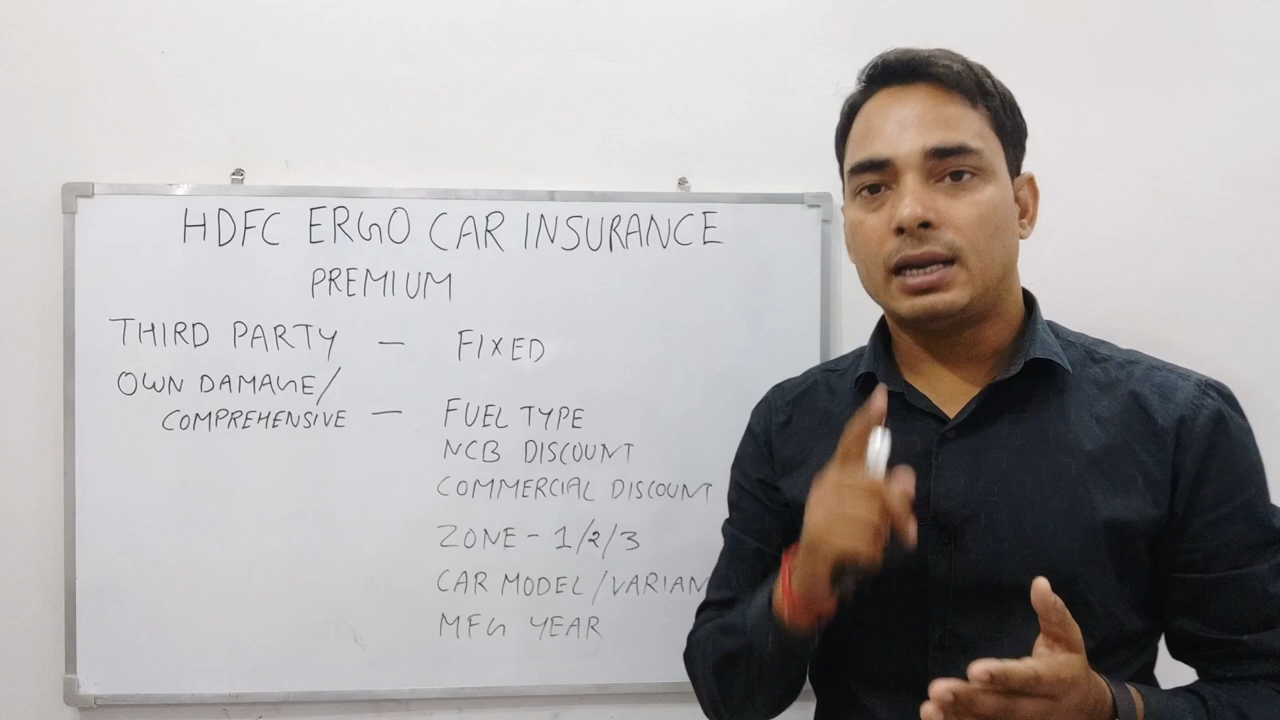 HDFC ERGO CAR INSURANCE
PREMIUM
THIRD PARTY — FIXED
OWN DAMAGE/
COMPREHENSIVE — FUEL TYPE
NCB DISCOUNT
COMMERCIAL DISCOUNT
ZONE - 1/2/3
CAR MODEL /VARIAN
MFG YEAR